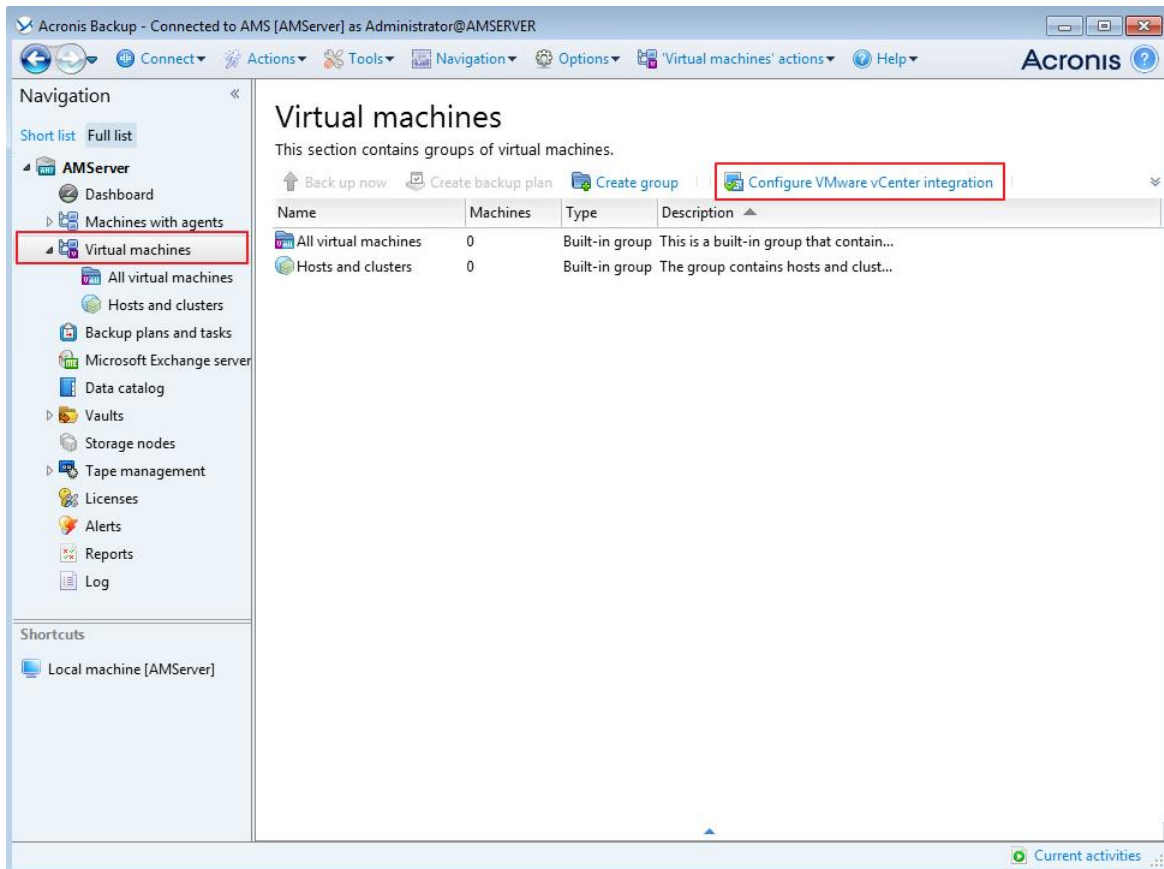 Acronis Backup - Connected to AMS [AMServer] as Administrator@AMSERVER
Connect Actions Tools Navigation Options 'Virtual machines' actions Help Acronis ?
Navigation
Short list Full list
AMServer
Dashboard
Machines with agents
Virtual machines
All virtual machines
Hosts and clusters
Backup plans and tasks
Microsoft Exchange server
Data catalog
Vaults
Storage nodes
Tape management
Licenses
Alerts
Reports
Log
Shortcuts
Local machine [AMServer]
Virtual machines
This section contains groups of virtual machines.
Back up now Create backup plan Create group Configure VMware vCenter integration
Name Machines Type Description
All virtual machines 0 Built-in group This is a built-in group that contain...
Hosts and clusters 0 Built-in group The group contains hosts and clust...
Current activities